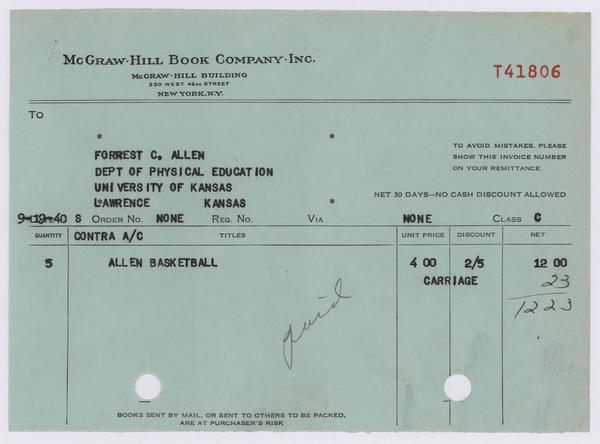 McGraw-Hill Book Company·Inc.
McGraw-Hill Building
330 West 42nd Street
New York, N.Y.
T41806
To
* *
FORREST C. ALLEN
DEPT OF PHYSICAL EDUCATION
UNIVERSITY OF KANSAS
LAWRENCE KANSAS *
TO AVOID MISTAKES, PLEASE
SHOW THIS INVOICE NUMBER
ON YOUR REMITTANCE.
NET 30 DAYS—NO CASH DISCOUNT ALLOWED
9-19-40 S Order No. NONE Req. No. Via NONE Class C
QUANTITY CONTRA A/C TITLES UNIT PRICE DISCOUNT NET
5 ALLEN BASKETBALL 4 00 2/5 12 00
CARRIAGE 23
1223
paid
BOOKS SENT BY MAIL, OR SENT TO OTHERS TO BE PACKED,
ARE AT PURCHASER'S RISK